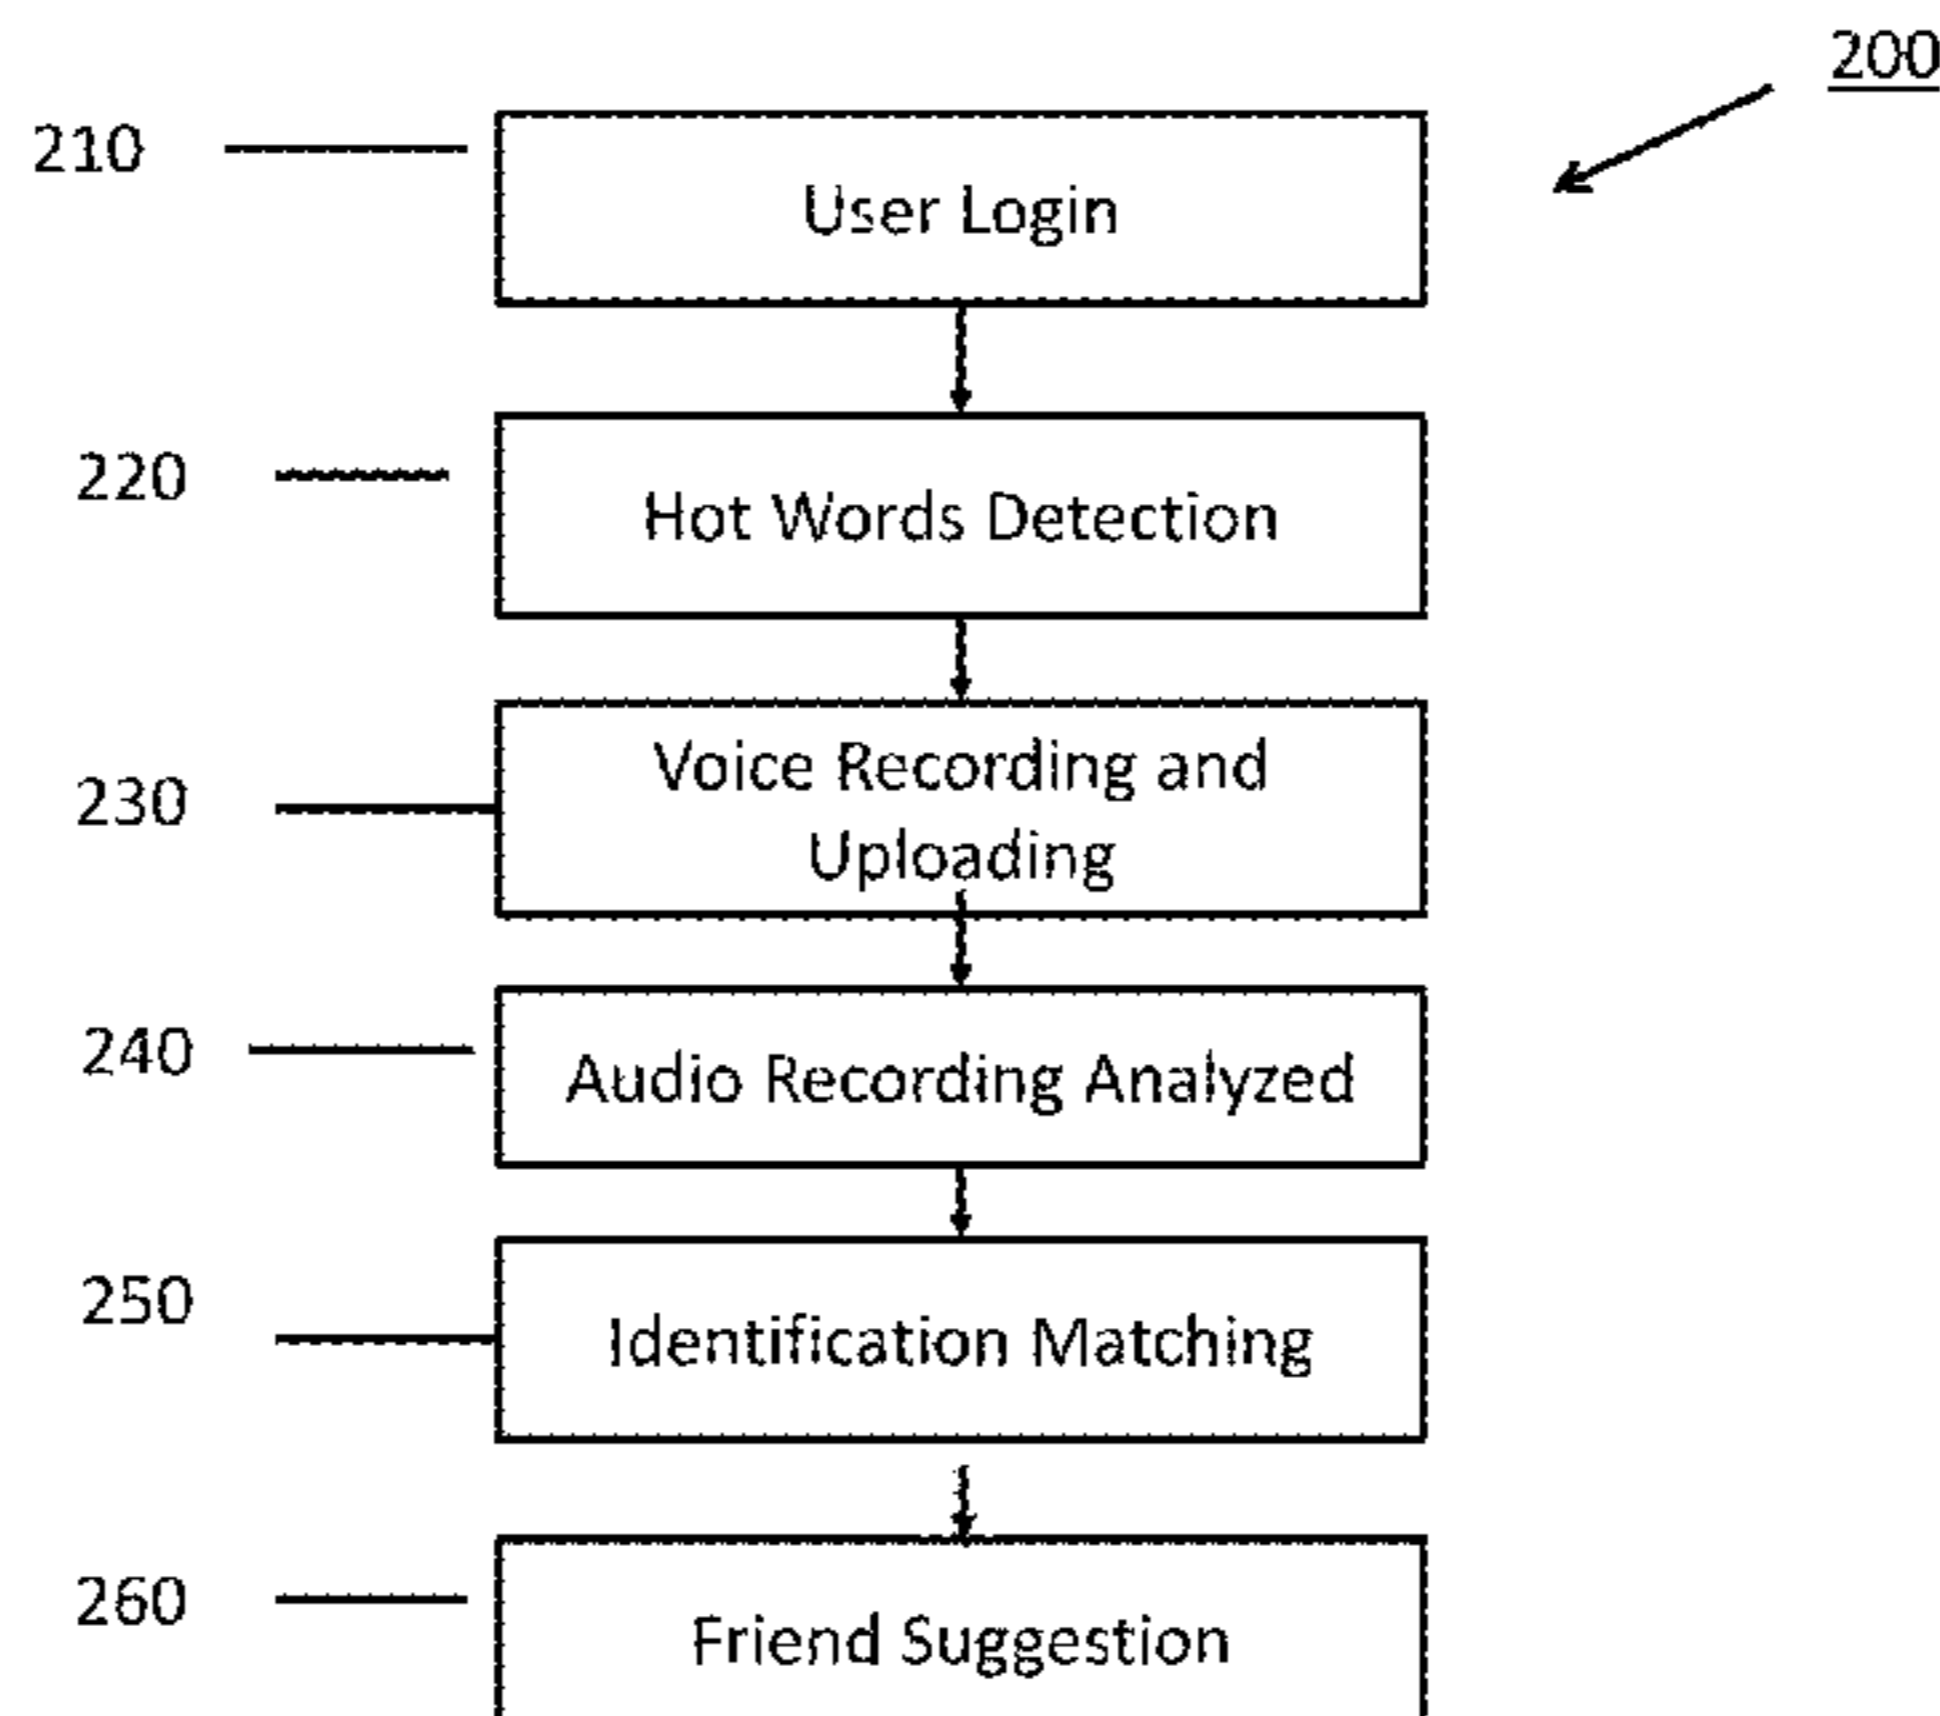 200
210
User Login
220
Hot Words Detection
230
Voice Recording and
Uploading
240
Audio Recording Analyzed
250
Identification Matching
260
Friend Suggestion